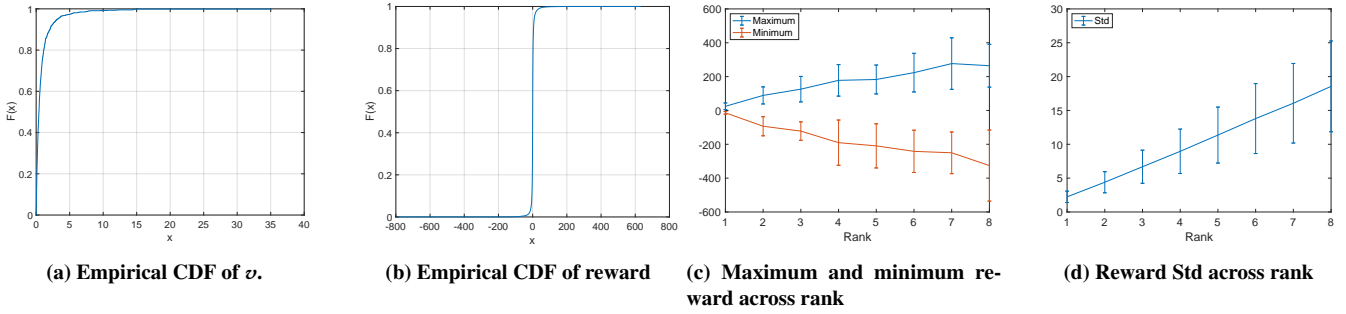 1
0.8
0.6
0.4
0.2
0
F(x)
0 5 10 15 20 25 30 35 40
x
(a) Empirical CDF of v.
1
0.8
0.6
0.4
0.2
0
F(x)
-800 -600 -400 -200 0 200 400 600 800
x
(b) Empirical CDF of reward
Maximum
Minimum
600
400
200
0
-200
-400
-600
1 2 3 4 5 6 7 8
Rank
(c) Maximum and minimum re-
ward across rank
Std
30
25
20
15
10
5
0
1 2 3 4 5 6 7 8
Rank
(d) Reward Std across rank